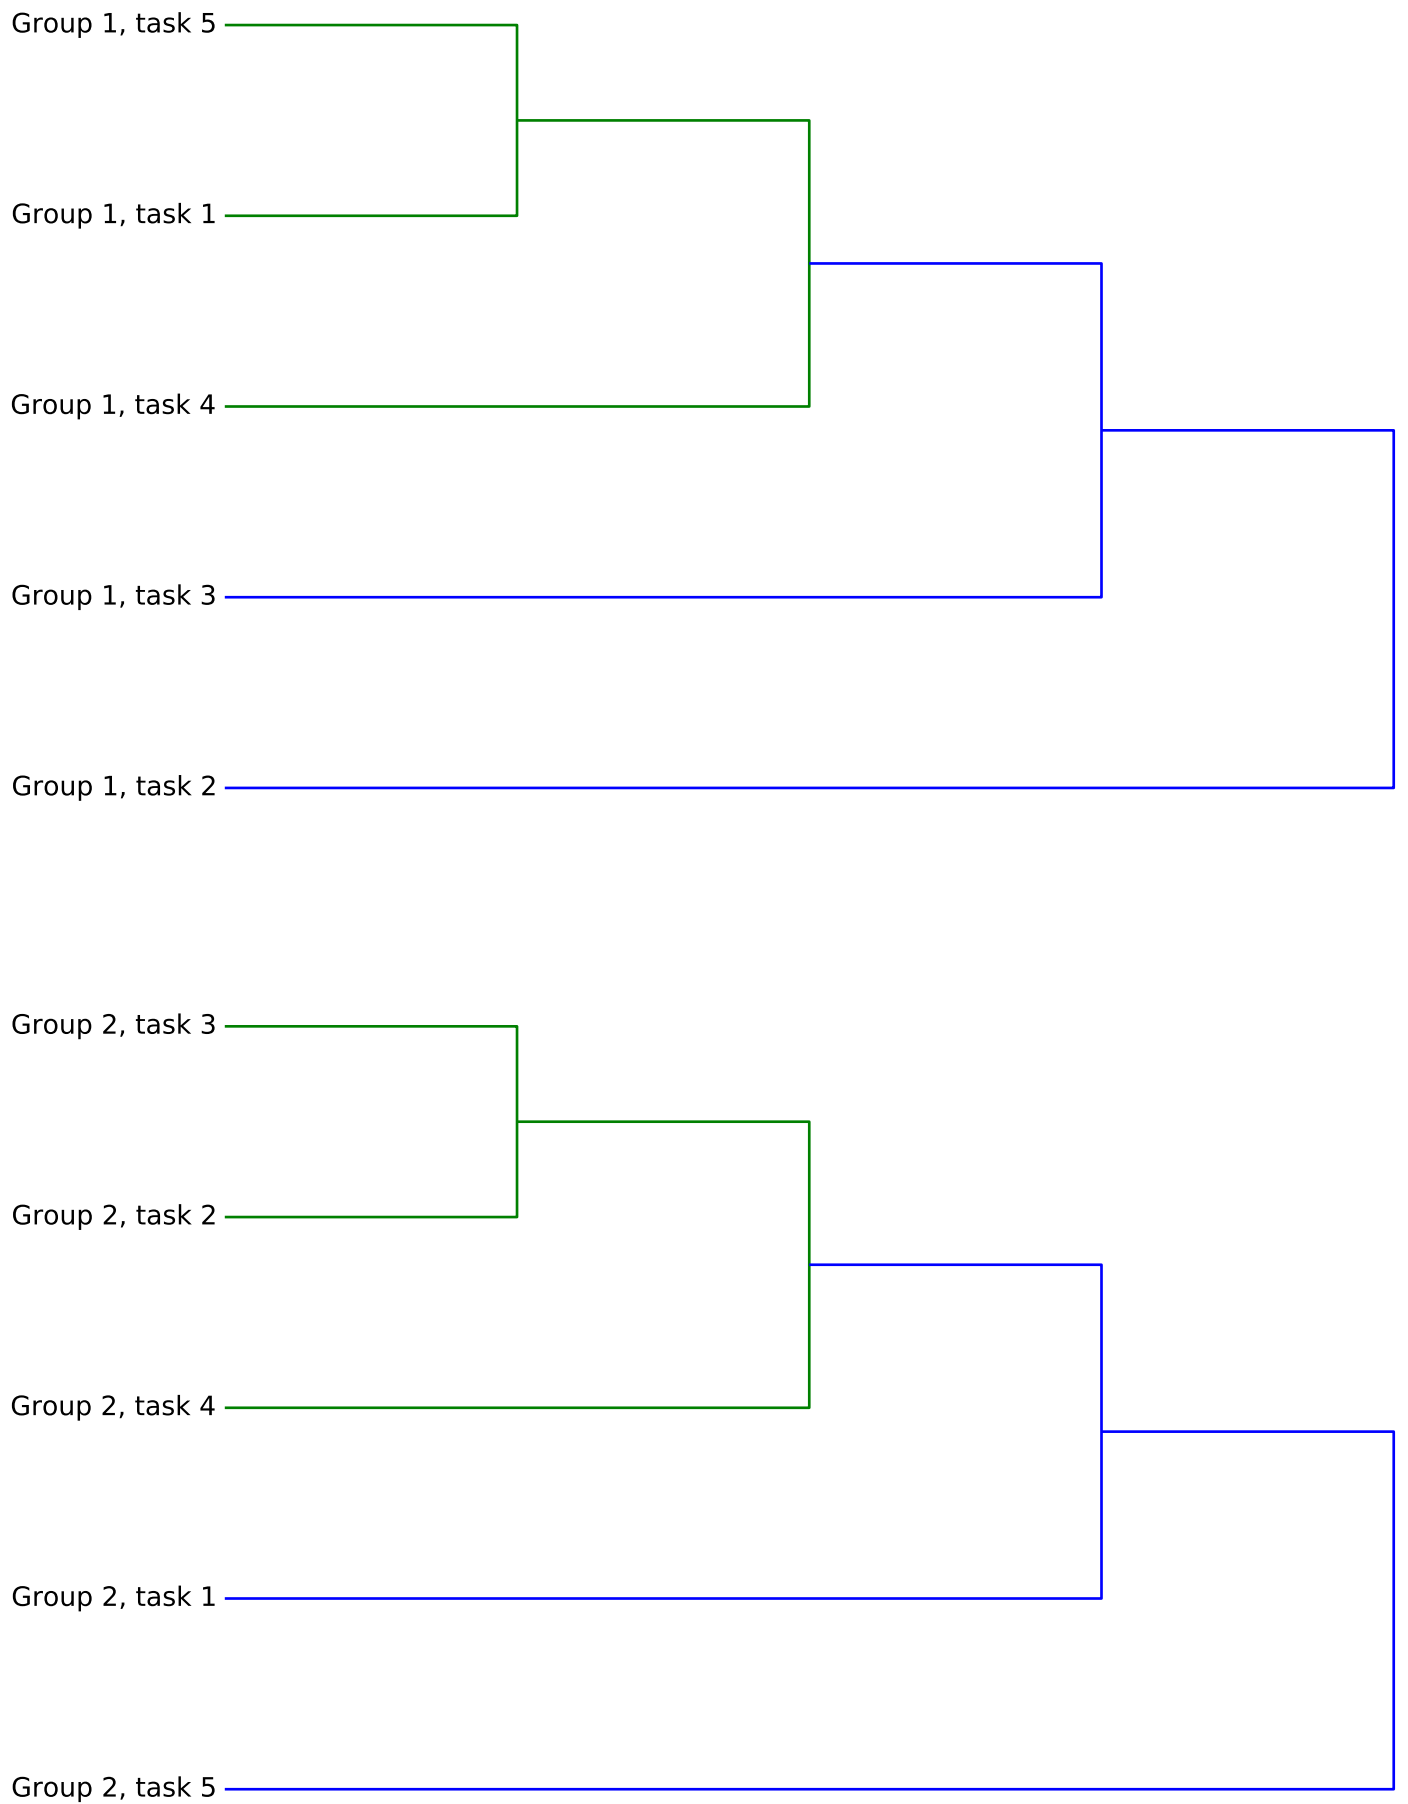 Group 1, task 5
Group 1, task 1
Group 1, task 4
Group 1, task 3
Group 1, task 2
Group 2, task 3
Group 2, task 2
Group 2, task 4
Group 2, task 1
Group 2, task 5